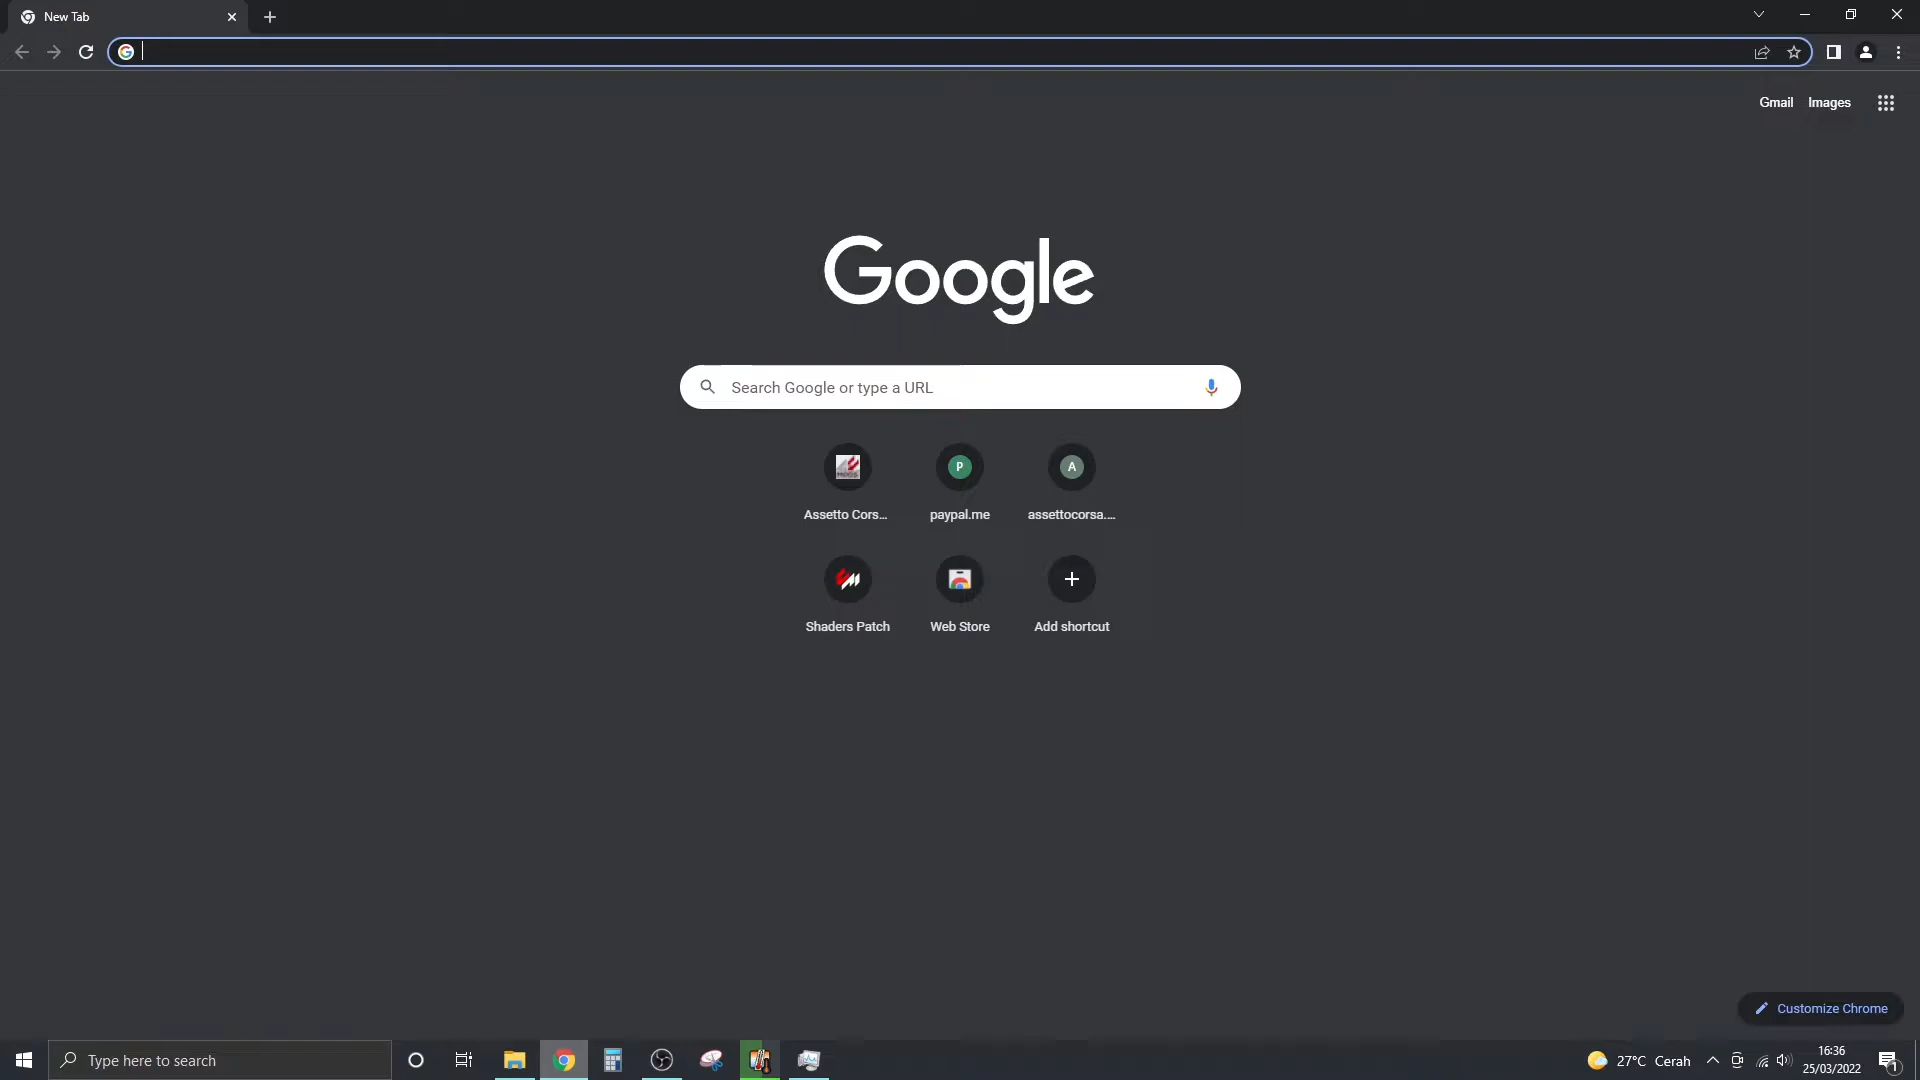 New Tab
Gmail Images
Google
Search Google or type a URL
Assetto Cors...
P
paypal.me
A
assettocorsa....
Shaders Patch
Web Store
Add shortcut
Customize Chrome
Type here to search
27°C Cerah
16:36
25/03/2022
1